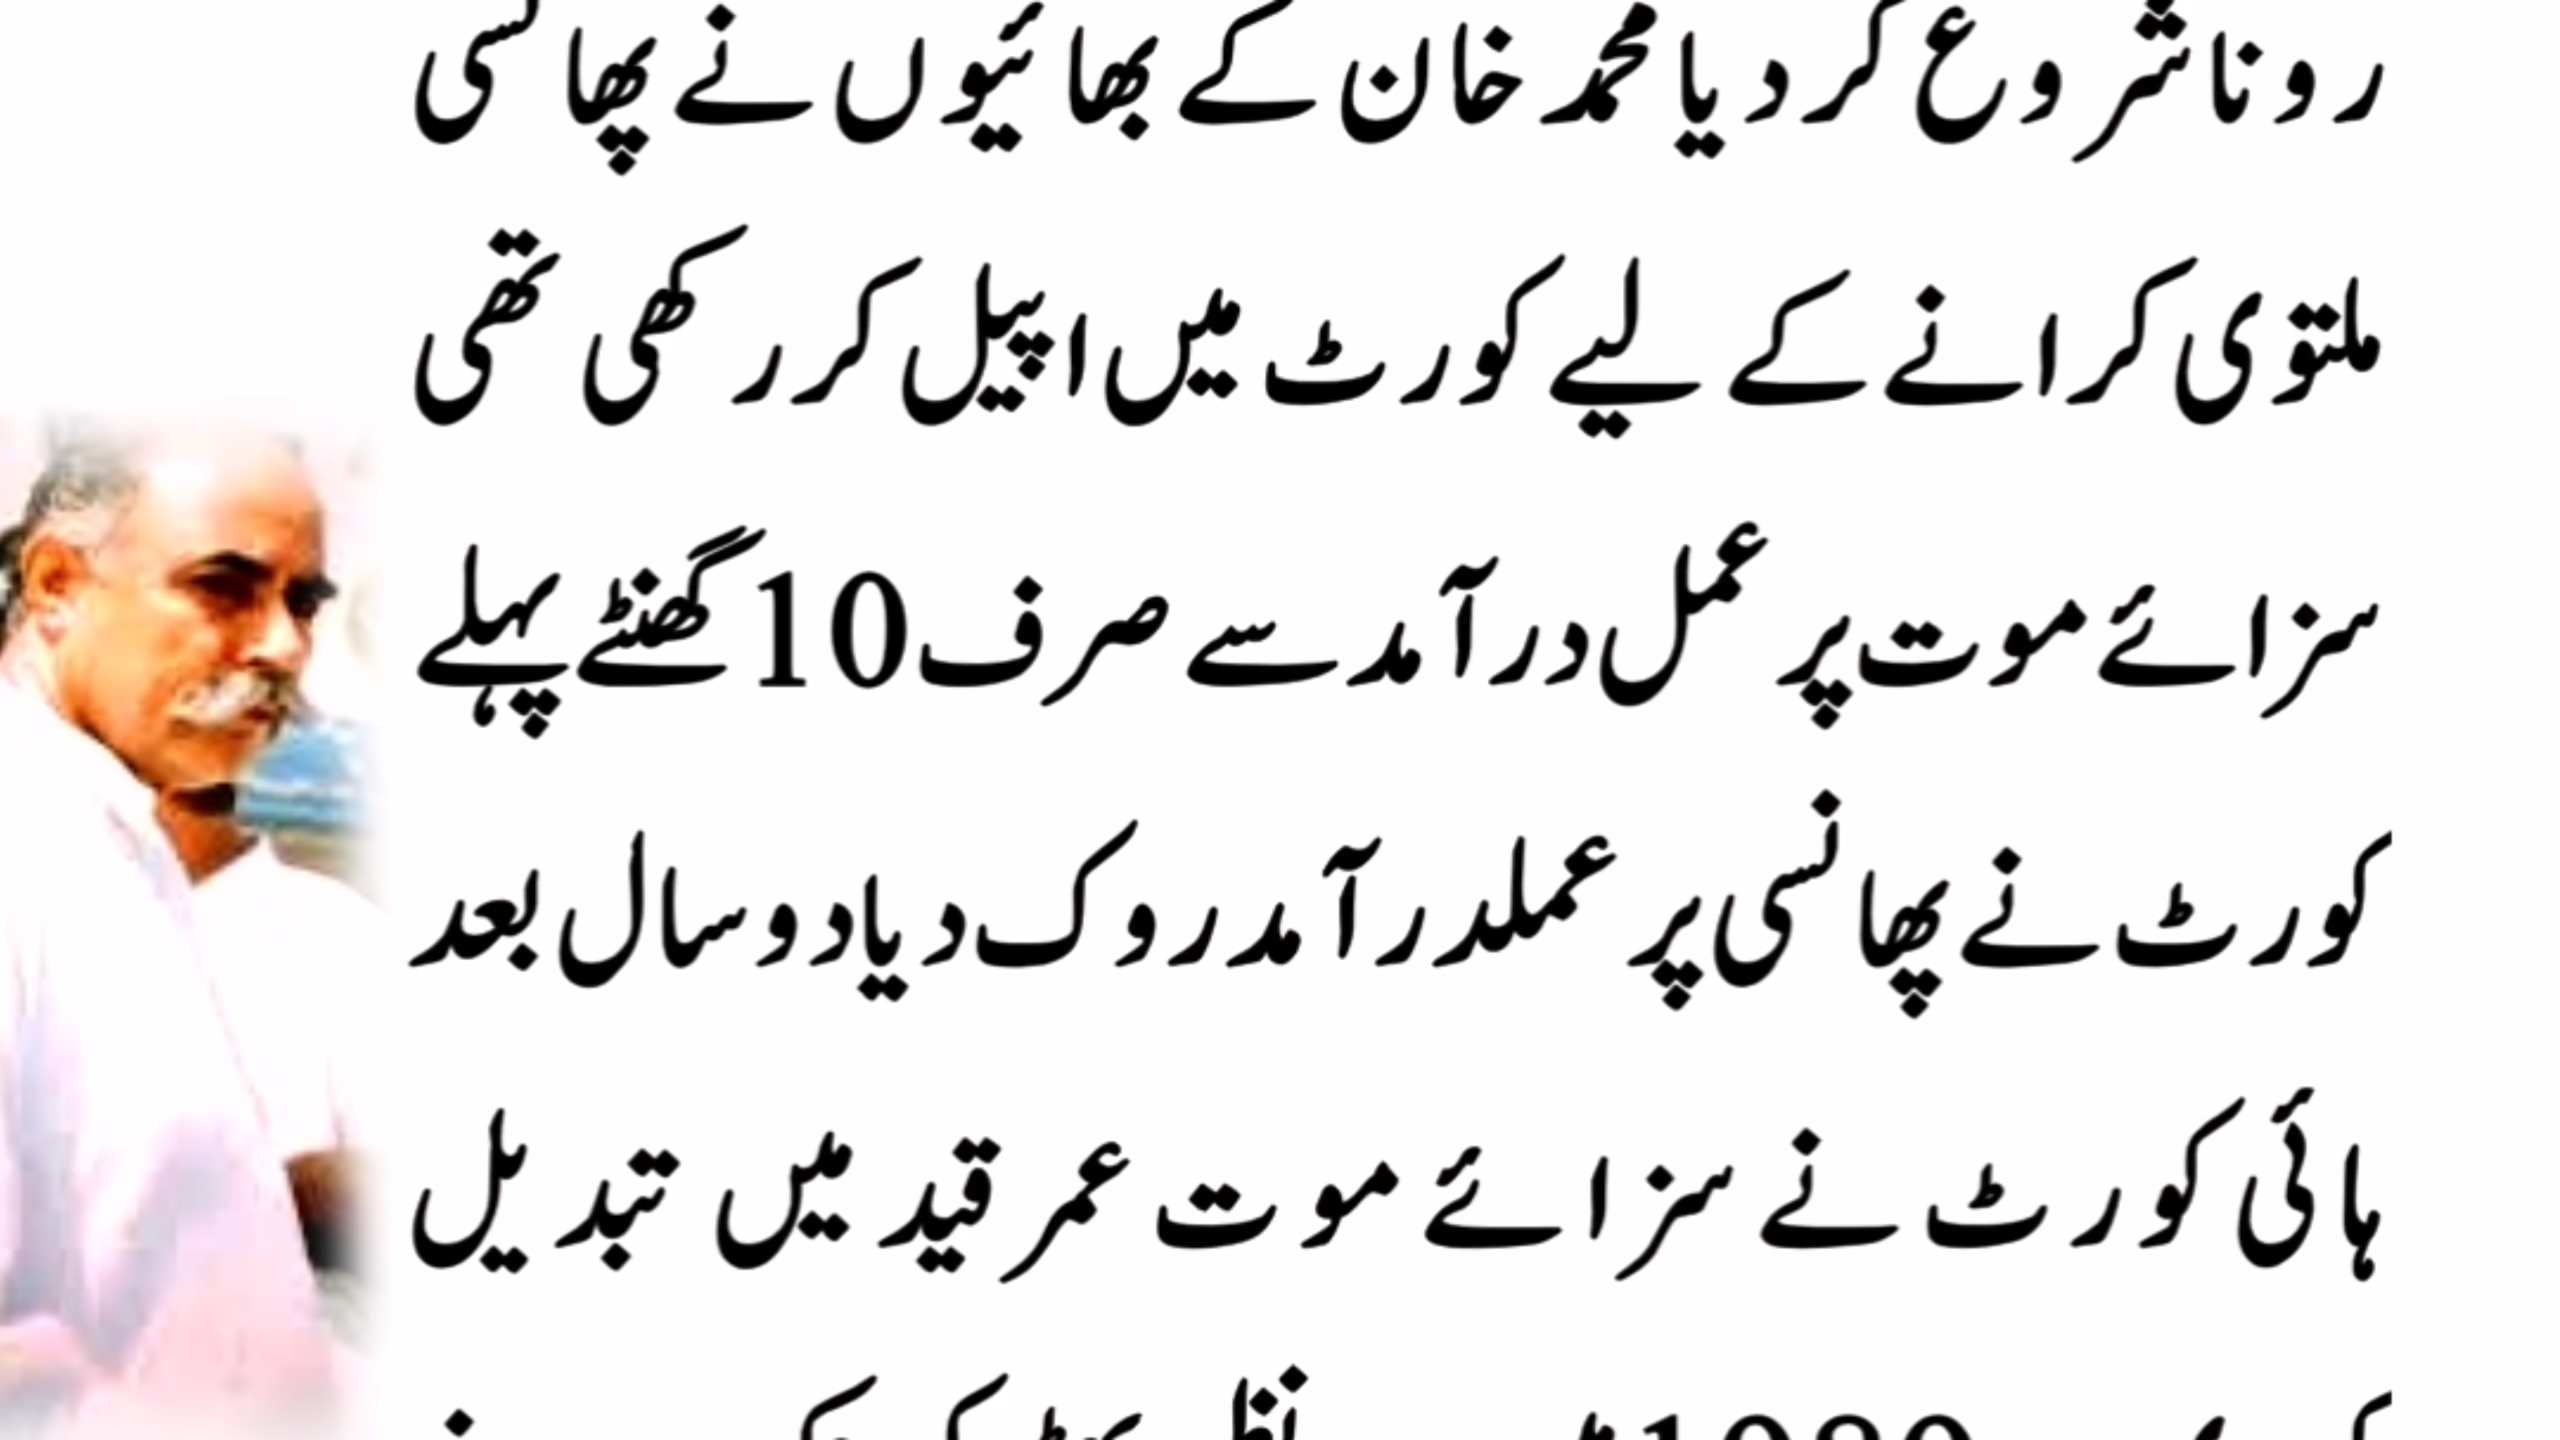 رونا شروع کر دیا محمد خان کے بھائیوں نے پھانسی
ملتوی کرانے کے لیے کورٹ میں اپیل کر رکھی تھی
سزائے موت پر عمل درآمد سے صرف 10 گھنٹے پہلے
کورٹ نے پھانسی پر عملدرآمد روک دیا دو سال بعد
ہائی کورٹ نے سزائے موت عمر قید میں تبدیل